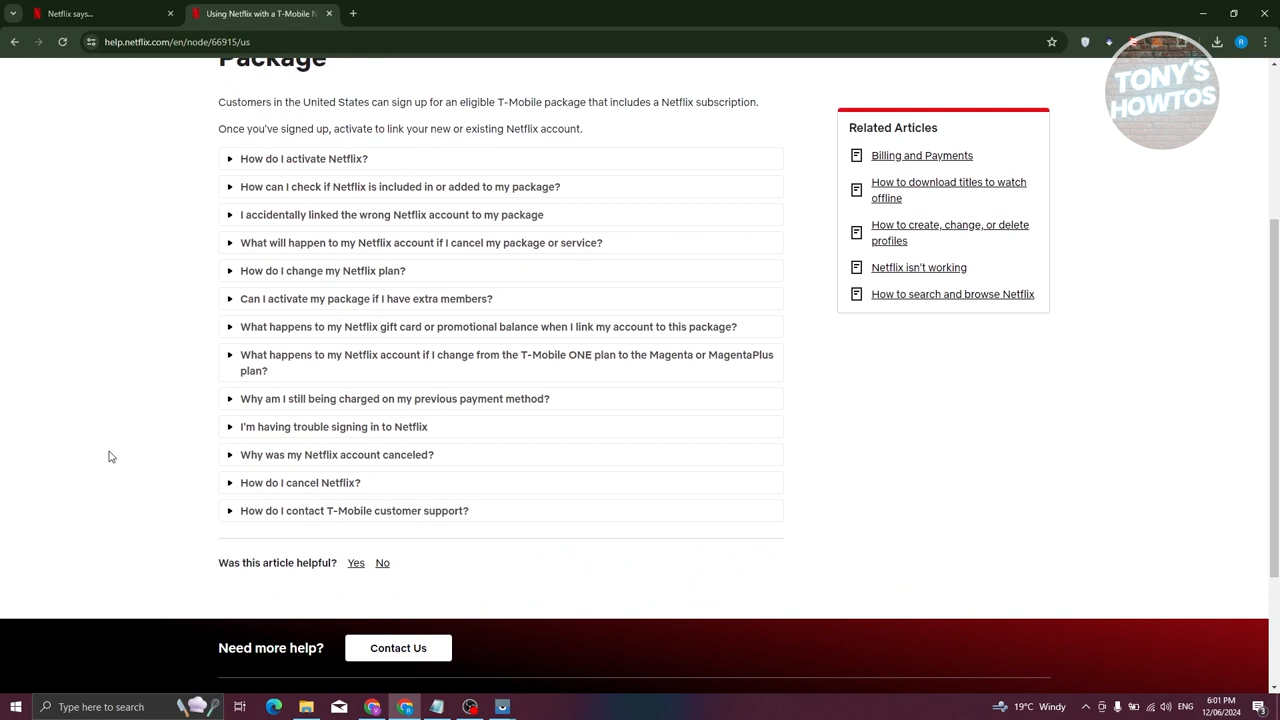 Netflix says...
Using Netflix with a T-Mobile N
help.netflix.com/en/node/66915/us
R
TONY'S
HOWTOS
Package
Customers in the United States can sign up for an eligible T-Mobile package that includes a Netflix subscription.
Once you've signed up, activate to link your new or existing Netflix account.
How do I activate Netflix?
How can I check if Netflix is included in or added to my package?
I accidentally linked the wrong Netflix account to my package
What will happen to my Netflix account if I cancel my package or service?
How do I change my Netflix plan?
Can I activate my package if I have extra members?
What happens to my Netflix gift card or promotional balance when I link my account to this package?
What happens to my Netflix account if I change from the T-Mobile ONE plan to the Magenta or MagentaPlus
plan?
Why am I still being charged on my previous payment method?
I'm having trouble signing in to Netflix
Why was my Netflix account canceled?
How do I cancel Netflix?
How do I contact T-Mobile customer support?
Was this article helpful? Yes No
Related Articles
Billing and Payments
How to download titles to watch
offline
How to create, change, or delete
profiles
Netflix isn't working
How to search and browse Netflix
Need more help?
Contact Us
Type here to search
19°C Windy
6:01 PM
12/06/2024